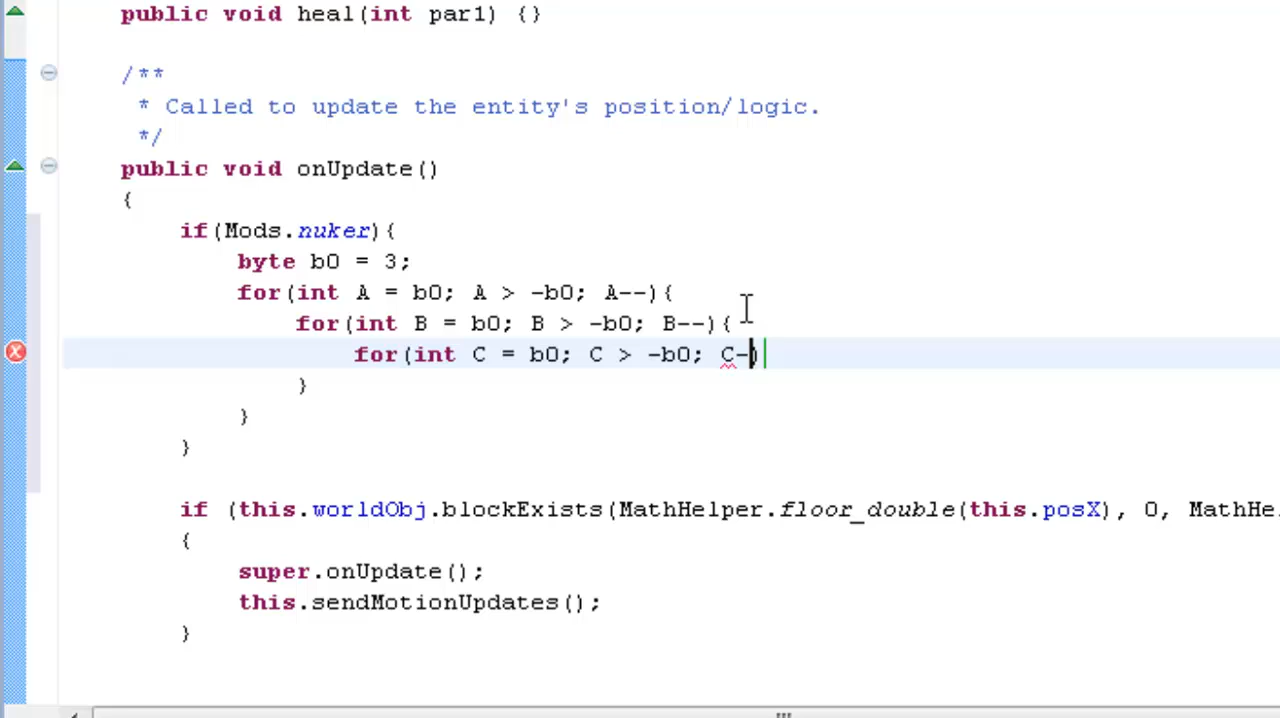 public void heal(int par1) {}
/**
* Called to update the entity's position/logic.
*/
public void onUpdate()
{
if(Mods.nuker){
byte b0 = 3;
for(int A = b0; A > -b0; A--){
for(int B = b0; B > -b0; B--){
for(int C = b0; C > -b0; C-)
}
}
}
if (this.worldObj.blockExists(MathHelper.floor_double(this.posX), 0, MathHe
{
super.onUpdate();
this.sendMotionUpdates();
}